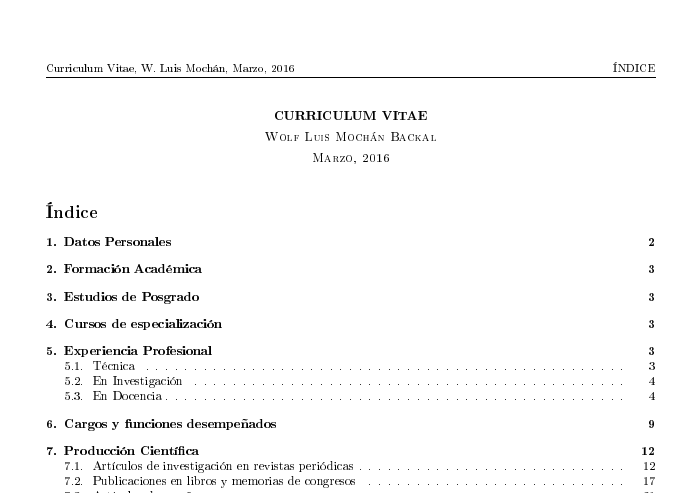 Curriculum Vitae, W. Luis Mochán, Marzo, 2016 ÍNDICE
CURRICULUM VITAE
Wolf Luis Mochán Backal
Marzo, 2016
Índice
1. Datos Personales 2
2. Formación Académica 3
3. Estudios de Posgrado 3
4. Cursos de especialización 3
5. Experiencia Profesional 3
5.1. Técnica . . . . . . . . . . . . . . . . . . . . . . . . . . . . . . . . . . . . . . . . . . . 3
5.2. En Investigación . . . . . . . . . . . . . . . . . . . . . . . . . . . . . . . . . . . . . . . 4
5.3. En Docencia . . . . . . . . . . . . . . . . . . . . . . . . . . . . . . . . . . . . . . . . . 4
6. Cargos y funciones desempeñados 9
7. Producción Científica 12
7.1. Artículos de investigación en revistas periódicas . . . . . . . . . . . . . . . . . . . . . . . 12
7.2. Publicaciones en libros y memorias de congresos . . . . . . . . . . . . . . . . . . . . . . 17